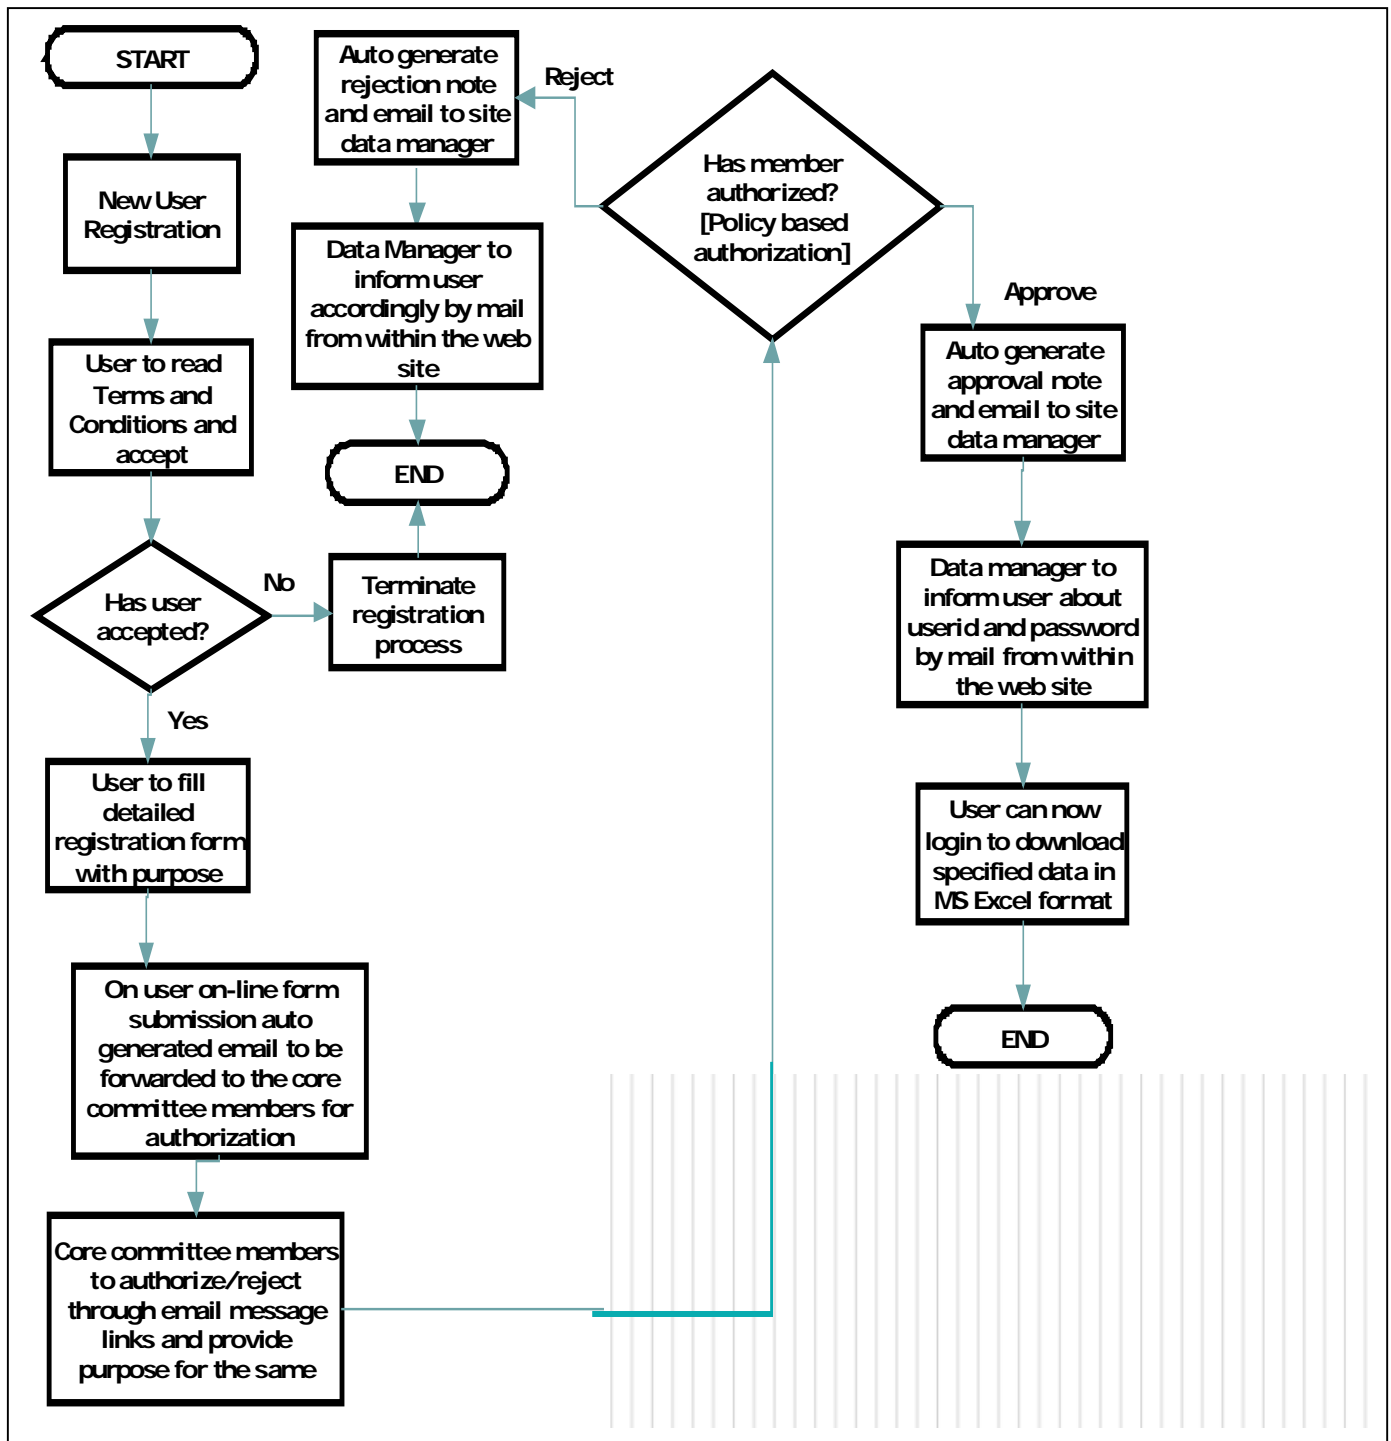 START
New User
Registration
User to read
Terms and
Conditions and
accept
Has user
accepted?
No
Terminate
registration
process
Yes
User to fill
detailed
registration form
with purpose
On user on-line form
submission auto
generated email to be
forwarded to the core
committee members for
authorization
Core committee members
to authorize/reject
through email message
links and provide
purpose for the same
Has member
authorized?
[Policy based
authorization]
Reject
Auto generate
rejection note
and email to site
data manager
Data Manager to
inform user
accordingly by mail
from within the web
site
END
Approve
Auto generate
approval note
and email to site
data manager
Data manager to
inform user about
userid and password
by mail from within
the web site
User can now
login to download
specified data in
MS Excel format
END